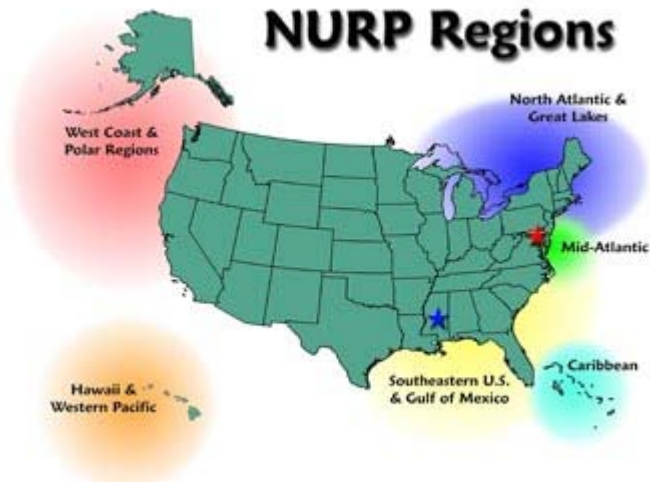 NURP Regions
North Atlantic &
Great Lakes
West Coast &
Polar Regions
Mid-Atlantic
Caribbean
Southeastern U.S.
& Gulf of Mexico
Hawaii &
Western Pacific